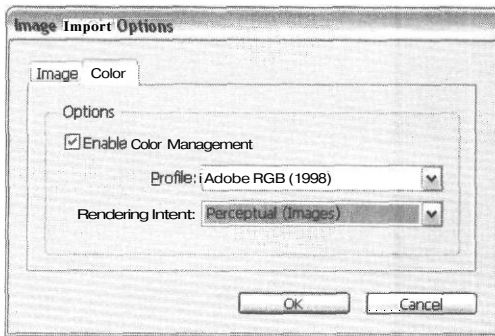 Image Import Options
Image Color
Options
Enable Color Management
Profile: i Adobe RGB (1998)
Rendering Intent: Perceptual (Images)
OK Cancel